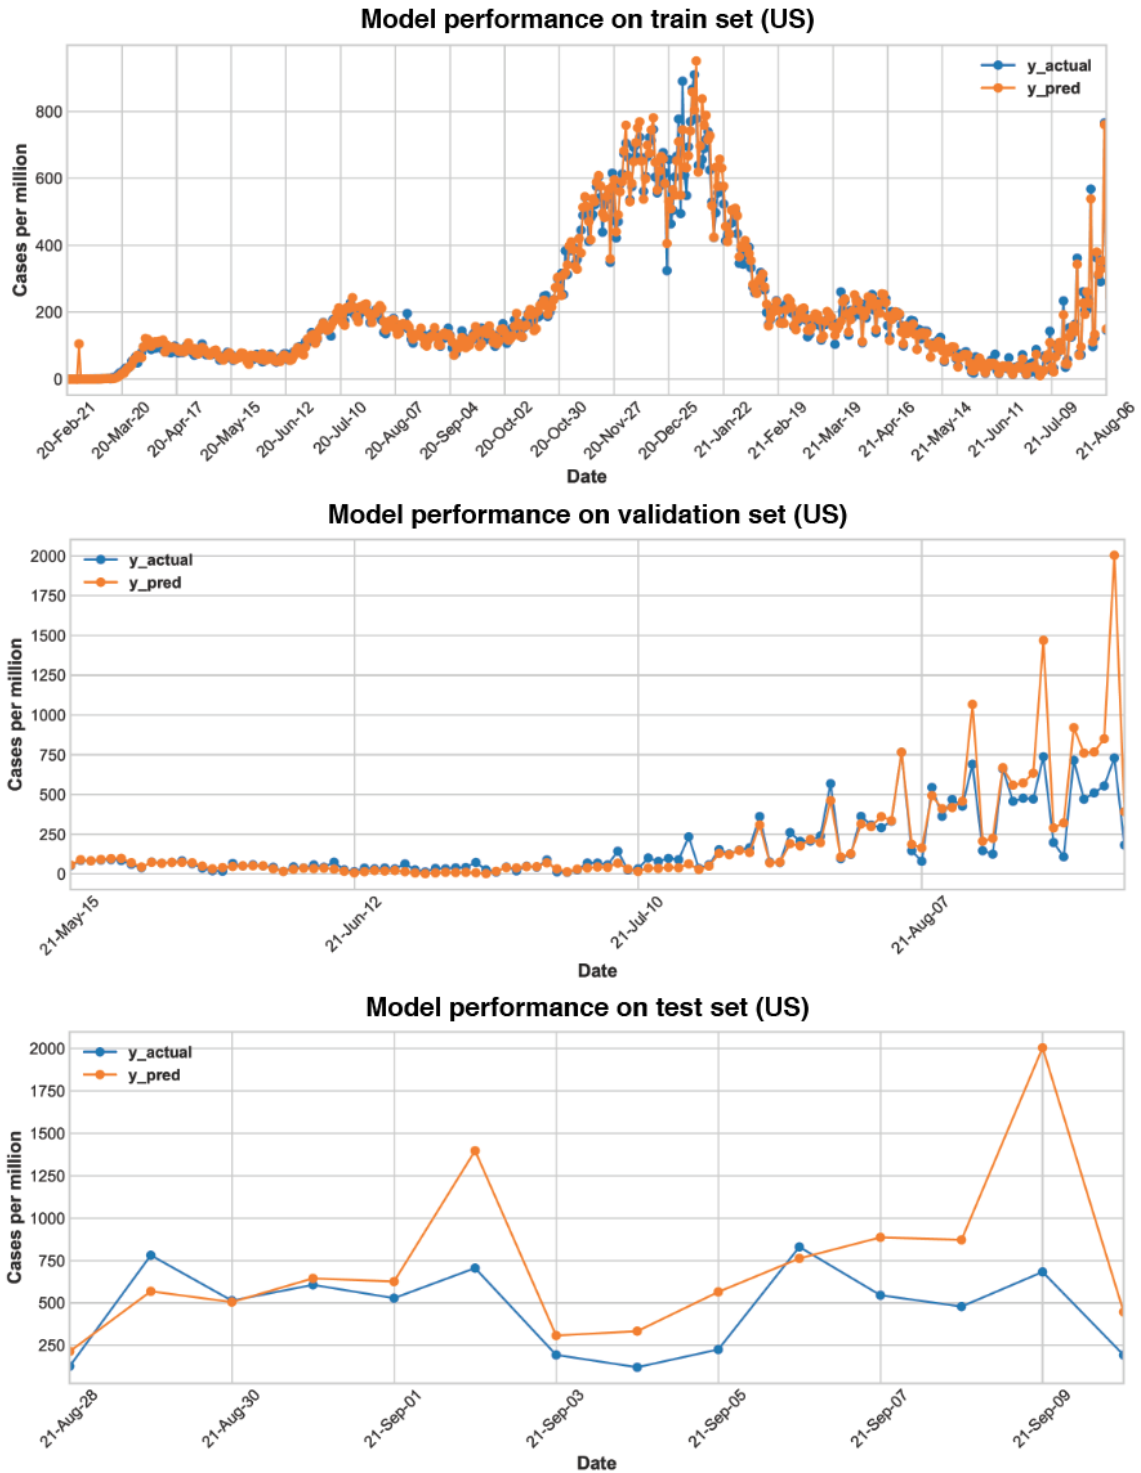 Model performance on train set (US)
y_actual
y_pred
Cases per million
800
600
400
200
0
20-Feb-21
20-Mar-20
20-Apr-17
20-May-15
20-Jun-12
20-Jul-10
20-Aug-07
20-Sep-04
20-Oct-02
20-Oct-30
20-Nov-27
20-Dec-25
21-Jan-22
21-Feb-19
21-Mar-19
21-Apr-16
21-May-14
21-Jun-11
21-Jul-09
21-Aug-06
Date
Model performance on validation set (US)
y_actual
y_pred
Cases per million
2000
1750
1500
1250
1000
750
500
250
0
21-May-15
21-Jun-12
21-Jul-10
21-Aug-07
Date
Model performance on test set (US)
y_actual
y_pred
Cases per million
2000
1750
1500
1250
1000
750
500
250
21-Aug-28
21-Aug-30
21-Sep-01
21-Sep-03
21-Sep-05
21-Sep-07
21-Sep-09
Date